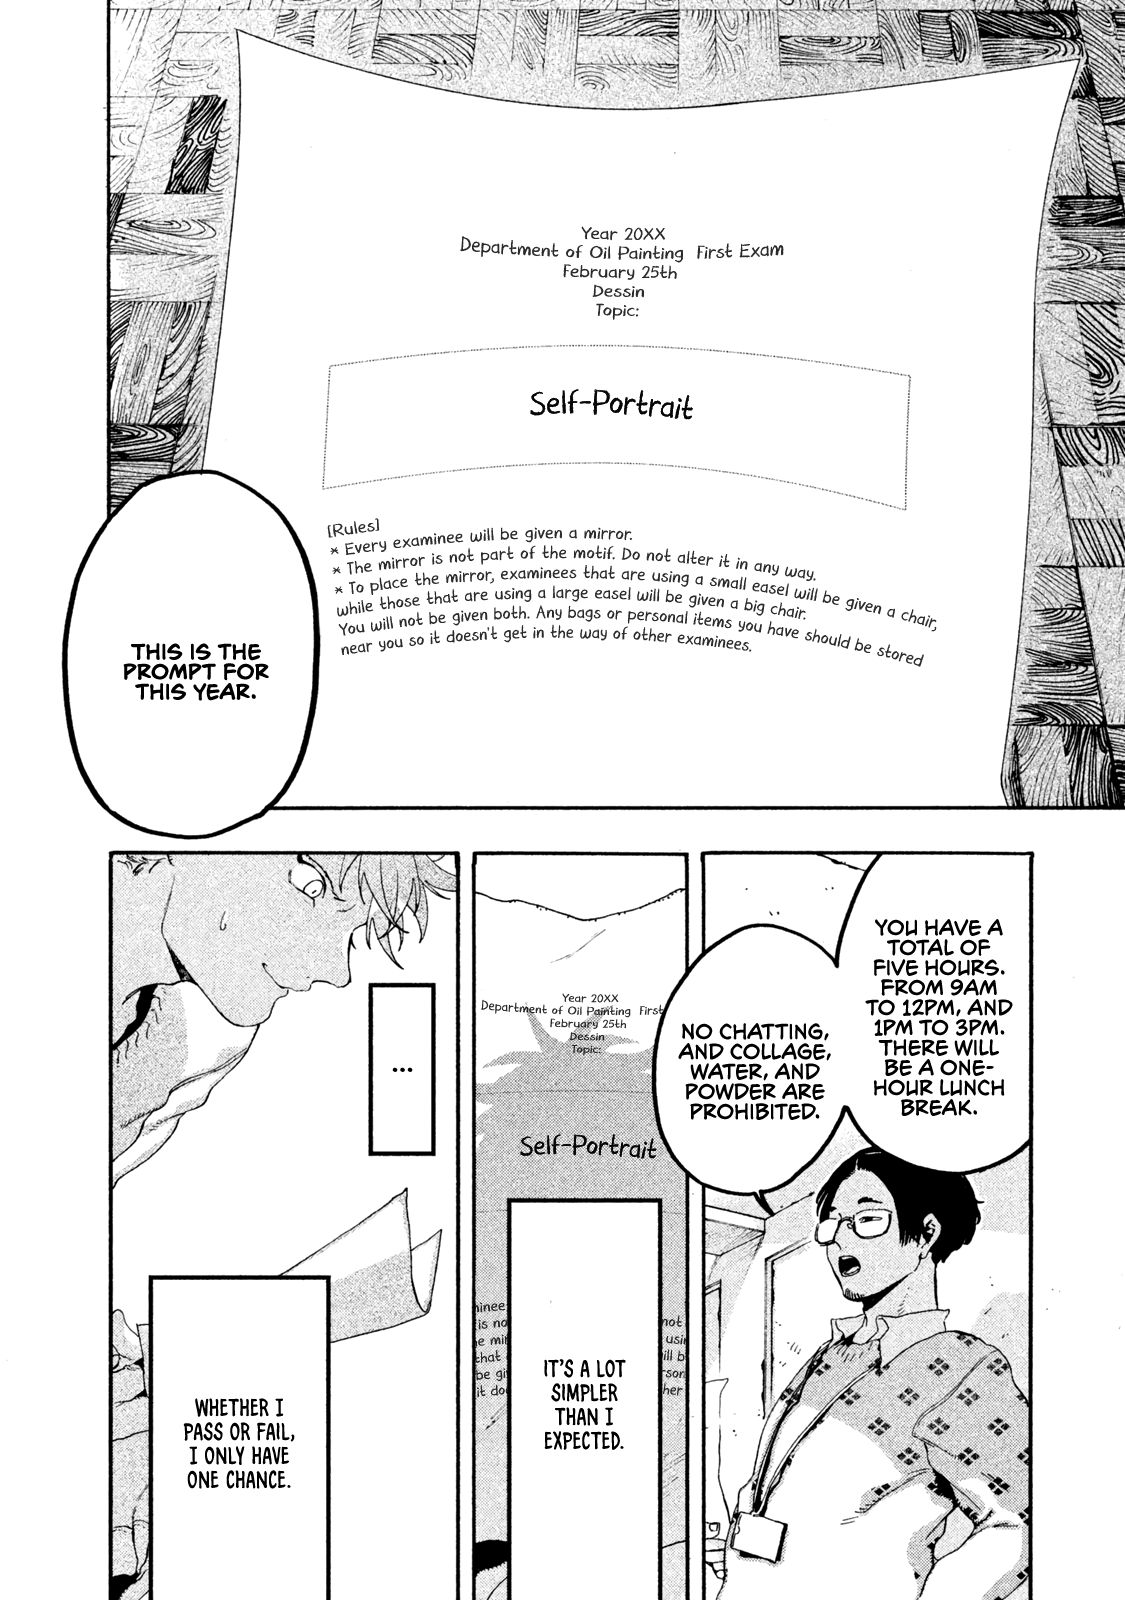 Year 20XX
Department of Oil Painting First Exam
February 25th
Dessin
Topic:
Self-Portrait
[Rules]
* Every examinee will be given a mirror.
* The mirror is not part of the motif. Do not alter it in any way.
* To place the mirror, examinees that are using a small easel will be given a chair,
while those that are using a large easel will be given a big chair.
You will not be given both. Any bags or personal items you have should be stored
near you so it doesn't get in the way of other examinees.
THIS IS THE
PROMPT FOR
THIS YEAR.
YOU HAVE A
TOTAL OF
FIVE HOURS.
FROM 9AM
TO 12PM, AND
1PM TO 3PM.
THERE WILL
BE A ONE-
HOUR LUNCH
BREAK.
NO CHATTING,
AND COLLAGE,
WATER, AND
POWDER ARE
PROHIBITED.
Year 20XX
Department of Oil Painting First
February 25th
Dessin
Topic:
Self-Portrait
IT'S A LOT
SIMPLER
THAN I
EXPECTED.
...
WHETHER I
PASS OR FAIL,
I ONLY HAVE
ONE CHANCE.